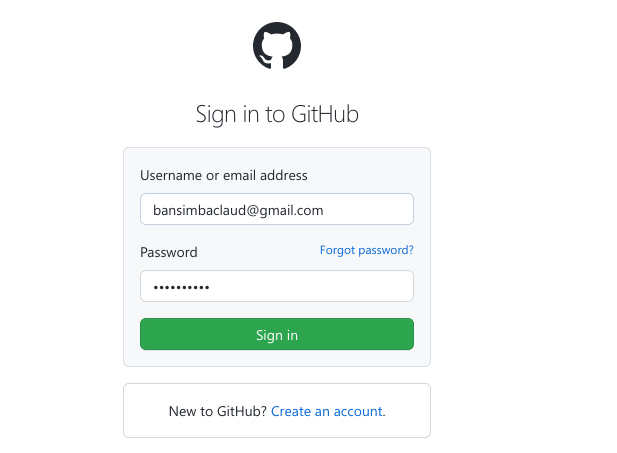 Sign in to GitHub
Username or email address
bansimbaclaud@gmail.com
Password Forgot password?
••••••••••
Sign in
New to GitHub? Create an account.